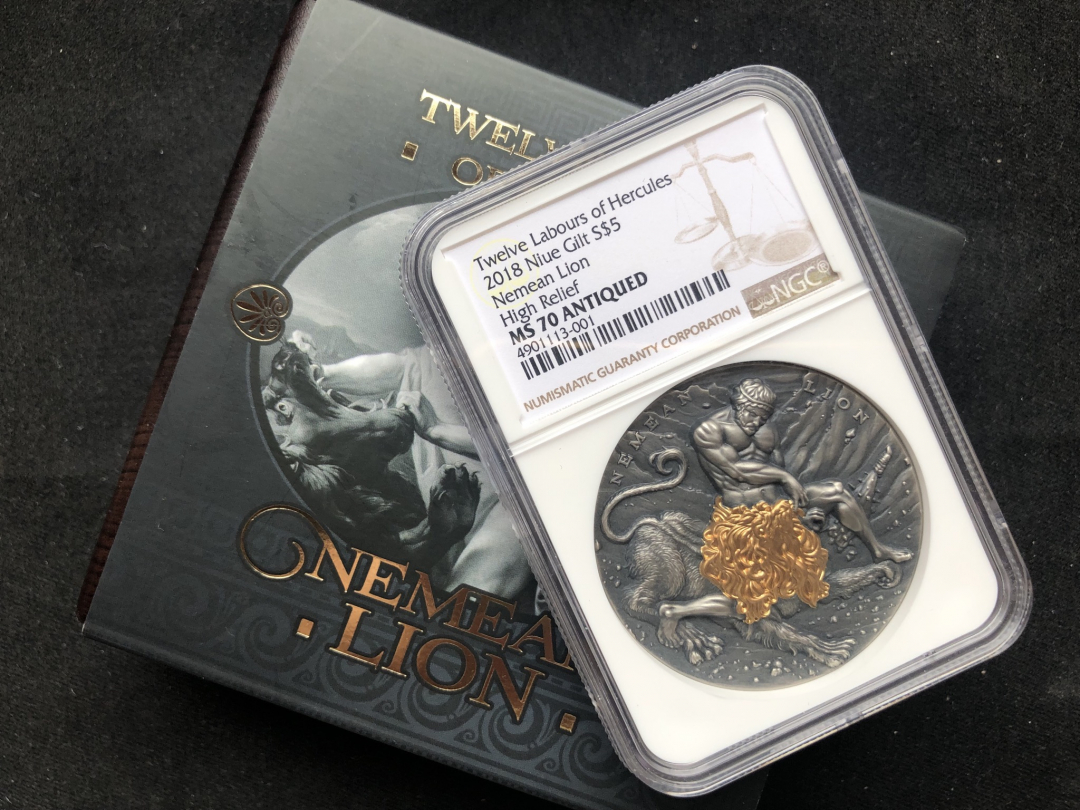 TWELVE
NEMEAN
LION
Twelve Labours of Hercules
2018 Niue Gilt S$5
Nemean Lion
High Relief
MS 70 ANTIQUED
4901113-001
NGC®
NUMISMATIC GUARANTY CORPORATION
NEMEAN LION